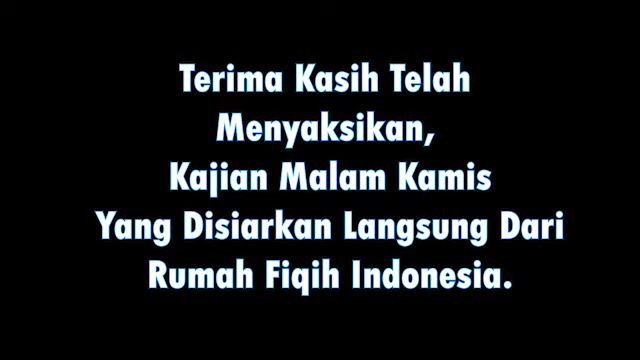 Terima Kasih Telah
Menyaksikan,
Kajian Malam Kamis
Yang Disiarkan Langsung Dari
Rumah Fiqih Indonesia.